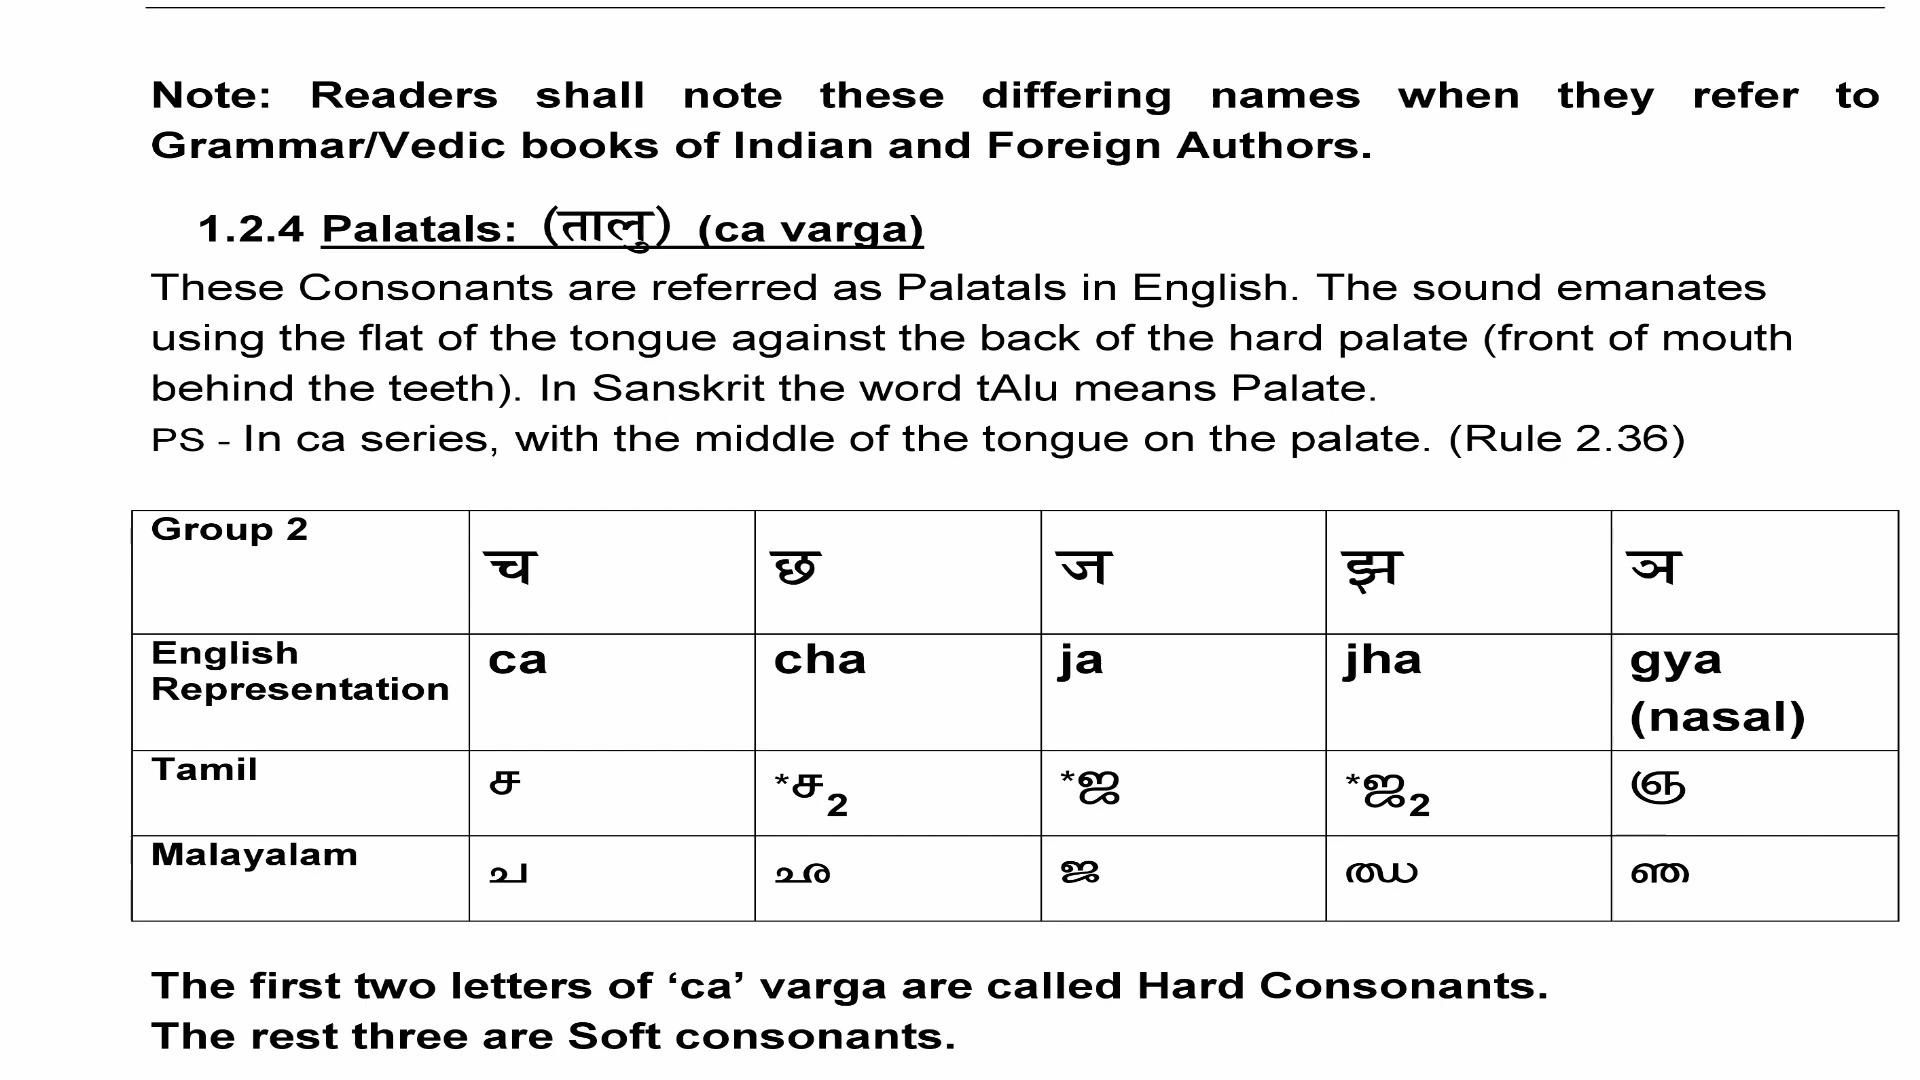 Note: Readers shall note these differing names when they refer to
Grammar/Vedic books of Indian and Foreign Authors.
1.2.4 Palatals: (तालु) (ca varga)
These Consonants are referred as Palatals in English. The sound emanates
using the flat of the tongue against the back of the hard palate (front of mouth
behind the teeth). In Sanskrit the word tAlu means Palate.
PS - In ca series, with the middle of the tongue on the palate. (Rule 2.36)
Group 2 च छ ज झ ञ
English ca cha ja jha gya
Representation (nasal)
Tamil ச *ச2 *ஜ *ஜ2 ஞ
Malayalam ച ഛ ജ ഝ ഞ
The first two letters of ‘ca’ varga are called Hard Consonants.
The rest three are Soft consonants.